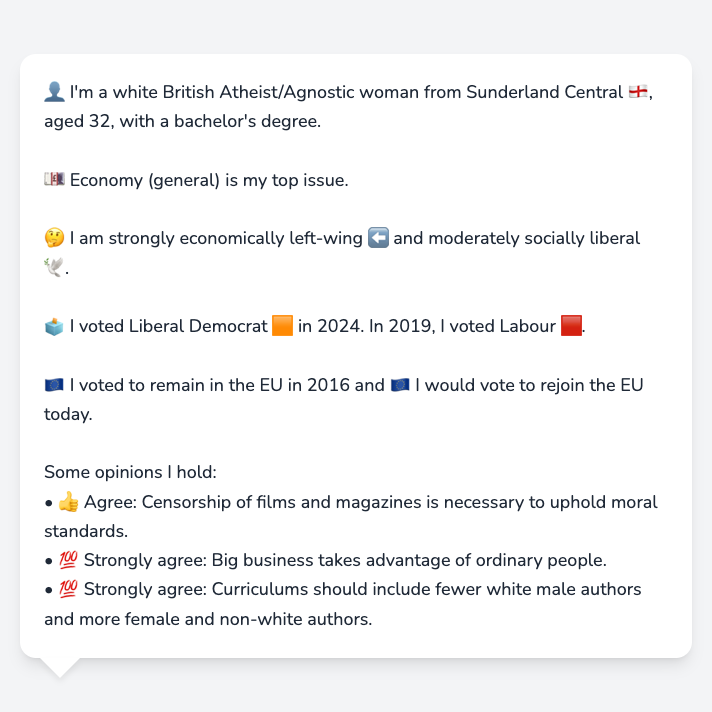 👤 I'm a white British Atheist/Agnostic woman from Sunderland Central 🏴󠁧󠁢󠁥󠁮󠁧󠁿,
aged 32, with a bachelor's degree.
💷 Economy (general) is my top issue.
🤔 I am strongly economically left-wing ⬅️ and moderately socially liberal
🕊️.
🗳️ I voted Liberal Democrat 🟧 in 2024. In 2019, I voted Labour 🟥.
🇪🇺 I voted to remain in the EU in 2016 and 🇪🇺 I would vote to rejoin the EU
today.
Some opinions I hold:
• 👍 Agree: Censorship of films and magazines is necessary to uphold moral
standards.
• 💯 Strongly agree: Big business takes advantage of ordinary people.
• 💯 Strongly agree: Curriculums should include fewer white male authors
and more female and non-white authors.